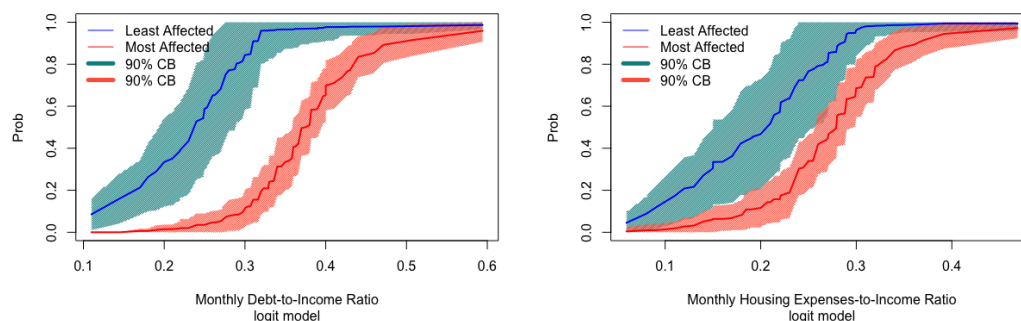 Prob
1.0
0.8
0.6
0.4
0.2
0.0
Least Affected
Most Affected
90% CB
90% CB
0.1 0.2 0.3 0.4 0.5 0.6
Monthly Debt-to-Income Ratio
logit model
Prob
1.0
0.8
0.6
0.4
0.2
0.0
Least Affected
Most Affected
90% CB
90% CB
0.1 0.2 0.3 0.4
Monthly Housing Expenses-to-Income Ratio
logit model